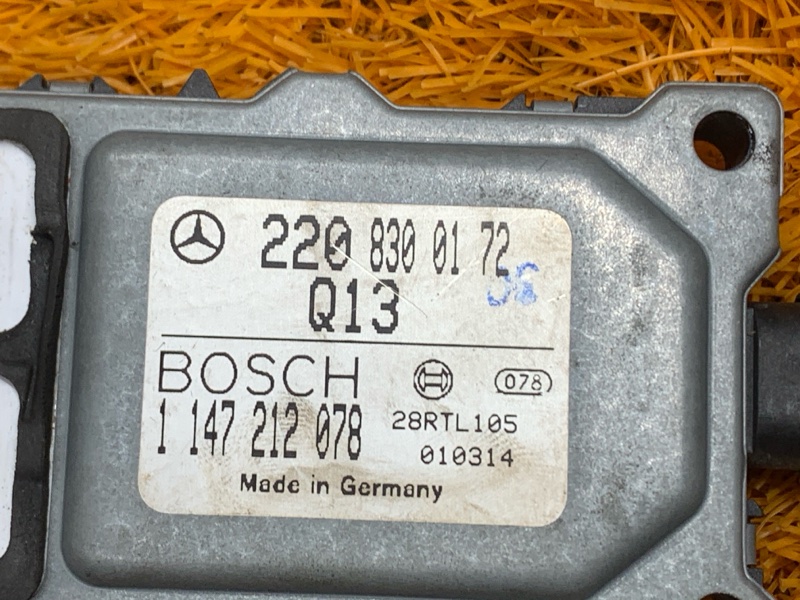 220 830 01 72
Q13
BOSCH
078
1 147 212 078
28RTL105
010314
Made in Germany